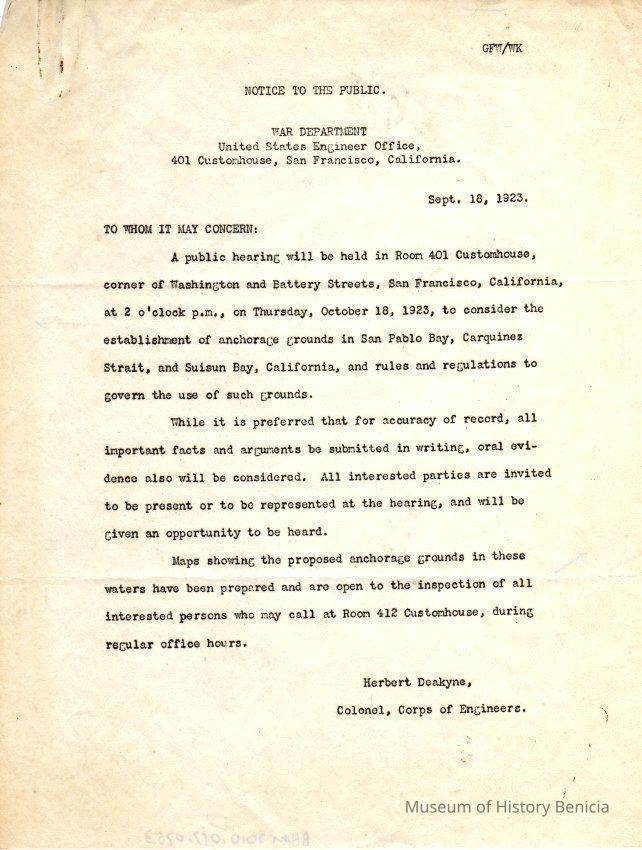 GFW/WK
NOTICE TO THE PUBLIC.
WAR DEPARTMENT
United States Engineer Office,
401 Customhouse, San Francisco, California.
Sept. 18, 1923.
TO WHOM IT MAY CONCERN:
A public hearing will be held in Room 401 Customhouse,
corner of Washington and Battery Streets, San Francisco, California,
at 2 o'clock p.m., on Thursday, October 18, 1923, to consider the
establishment of anchorage grounds in San Pablo Bay, Carquinez
Strait, and Suisun Bay, California, and rules and regulations to
govern the use of such grounds.
While it is preferred that for accuracy of record, all
important facts and arguments be submitted in writing, oral evi-
dence also will be considered. All interested parties are invited
to be present or to be represented at the hearing, and will be
given an opportunity to be heard.
Maps showing the proposed anchorage grounds in these
waters have been prepared and are open to the inspection of all
interested persons who may call at Room 412 Customhouse, during
regular office hours.
Herbert Deakyne,
Colonel, Corps of Engineers.
Museum of History Benicia